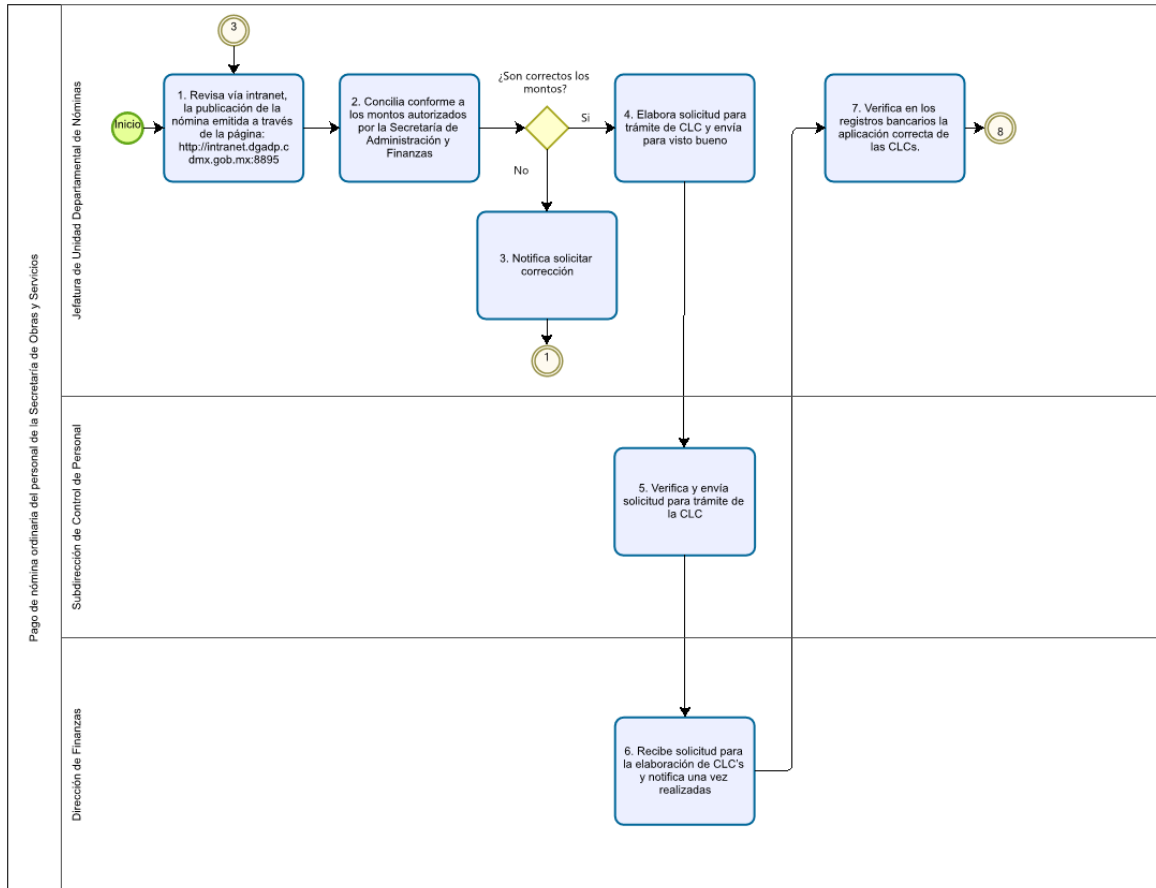 Pago de nómina ordinaria del personal de la Secretaría de Obras y Servicios
Jefatura de Unidad Departamental de Nóminas
3
Inicio
1. Revisa vía intranet,
la publicación de la
nómina emitida a través
de la página:
http://intranet.dgadp.c
dmx.gob.mx:8895
2. Concilia conforme a
los montos autorizados
por la Secretaría de
Administración y
Finanzas
¿Son correctos los
montos?
Si
No
3. Notifica solicitar
corrección
1
4. Elabora solicitud para
trámite de CLC y envía
para visto bueno
7. Verifica en los
registros bancarios la
aplicación correcta de
las CLCs.
8
Subdirección de Control de Personal
5. Verifica y envía
solicitud para trámite de
la CLC
Dirección de Finanzas
6. Recibe solicitud para
la elaboración de CLC's
y notifica una vez
realizadas